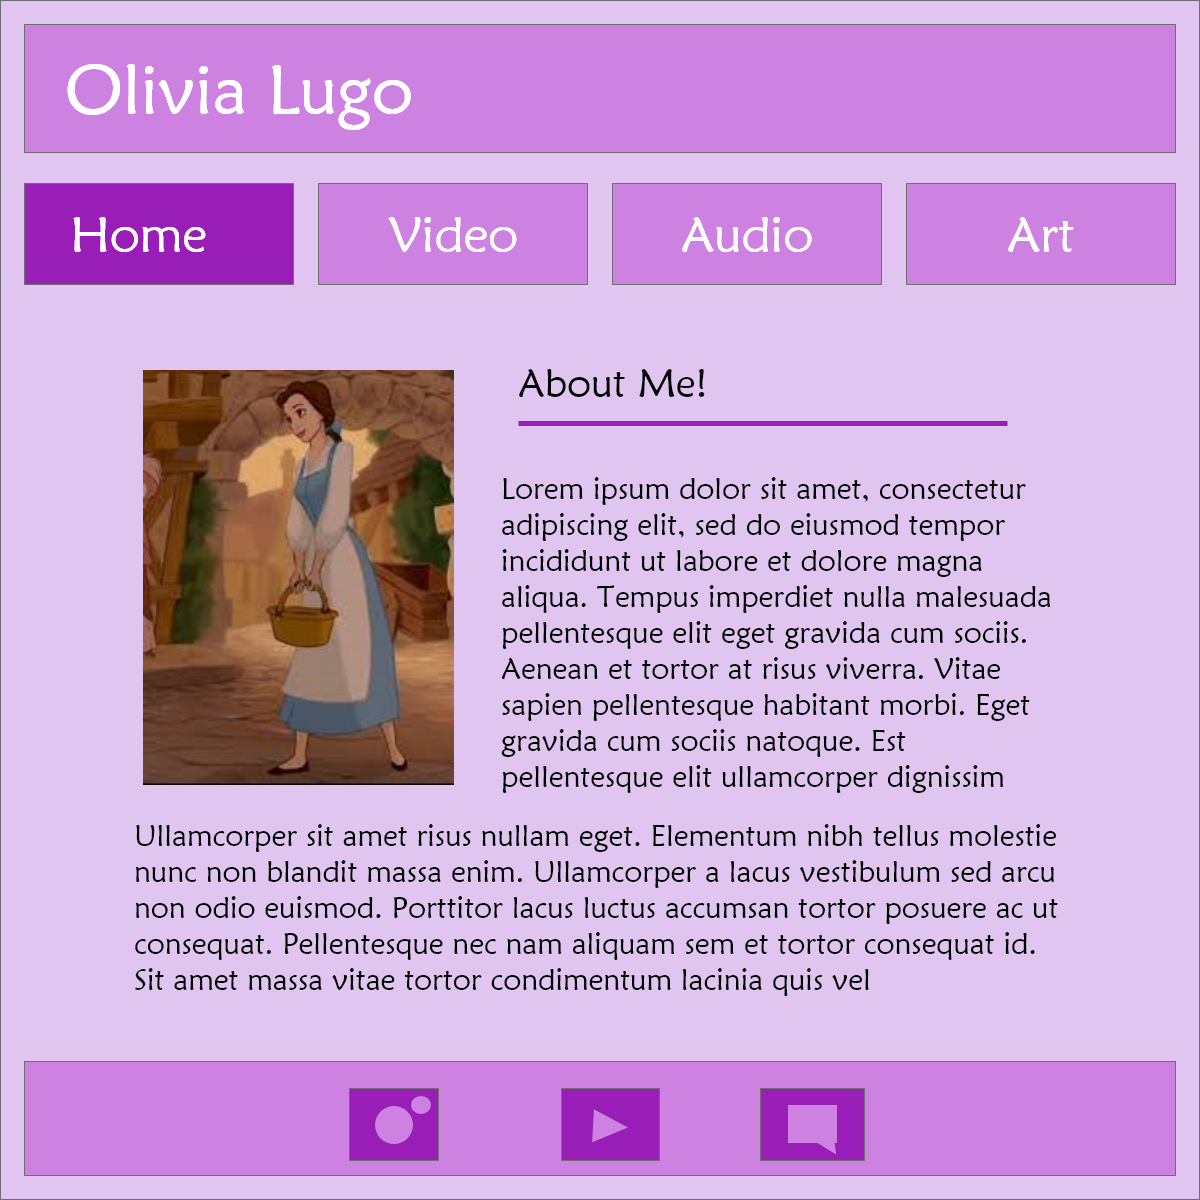 Olivia Lugo
Home
Video
Audio
Art
About Me!
Lorem ipsum dolor sit amet, consectetur
adipiscing elit, sed do eiusmod tempor
incididunt ut labore et dolore magna
aliqua. Tempus imperdiet nulla malesuada
pellentesque elit eget gravida cum sociis.
Aenean et tortor at risus viverra. Vitae
sapien pellentesque habitant morbi. Eget
gravida cum sociis natoque. Est
pellentesque elit ullamcorper dignissim
Ullamcorper sit amet risus nullam eget. Elementum nibh tellus molestie
nunc non blandit massa enim. Ullamcorper a lacus vestibulum sed arcu
non odio euismod. Porttitor lacus luctus accumsan tortor posuere ac ut
consequat. Pellentesque nec nam aliquam sem et tortor consequat id.
Sit amet massa vitae tortor condimentum lacinia quis vel